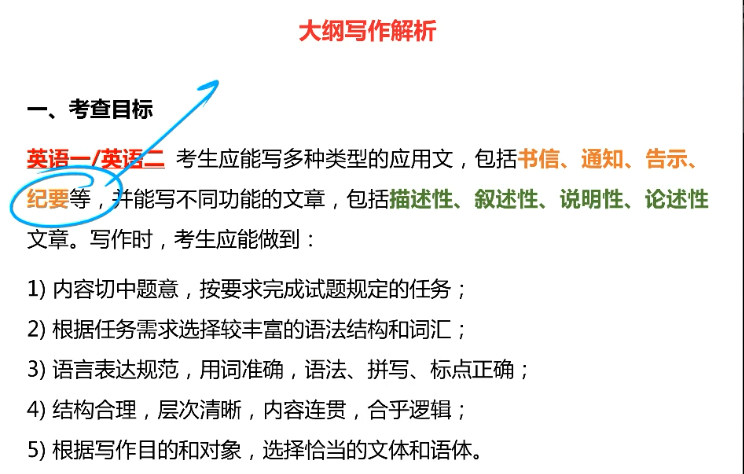 大纲写作解析
一、考查目标
英语一/英语二 考生应能写多种类型的应用文，包括书信、通知、告示、
纪要等，并能写不同功能的文章，包括描述性、叙述性、说明性、论述性
文章。写作时，考生应能做到：
1) 内容切中题意，按要求完成试题规定的任务；
2) 根据任务需求选择较丰富的语法结构和词汇；
3) 语言表达规范，用词准确，语法、拼写、标点正确；
4) 结构合理，层次清晰，内容连贯，合乎逻辑；
5) 根据写作目的和对象，选择恰当的文体和语体。